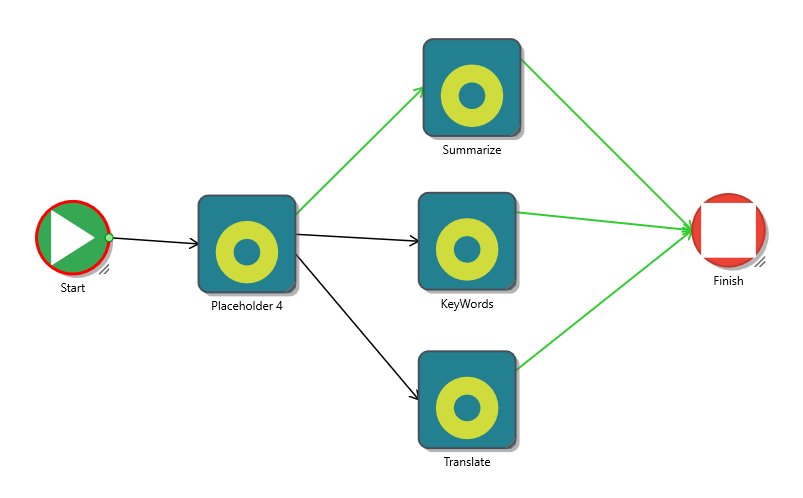 Start
Placeholder 4
Summarize
KeyWords
Translate
Finish